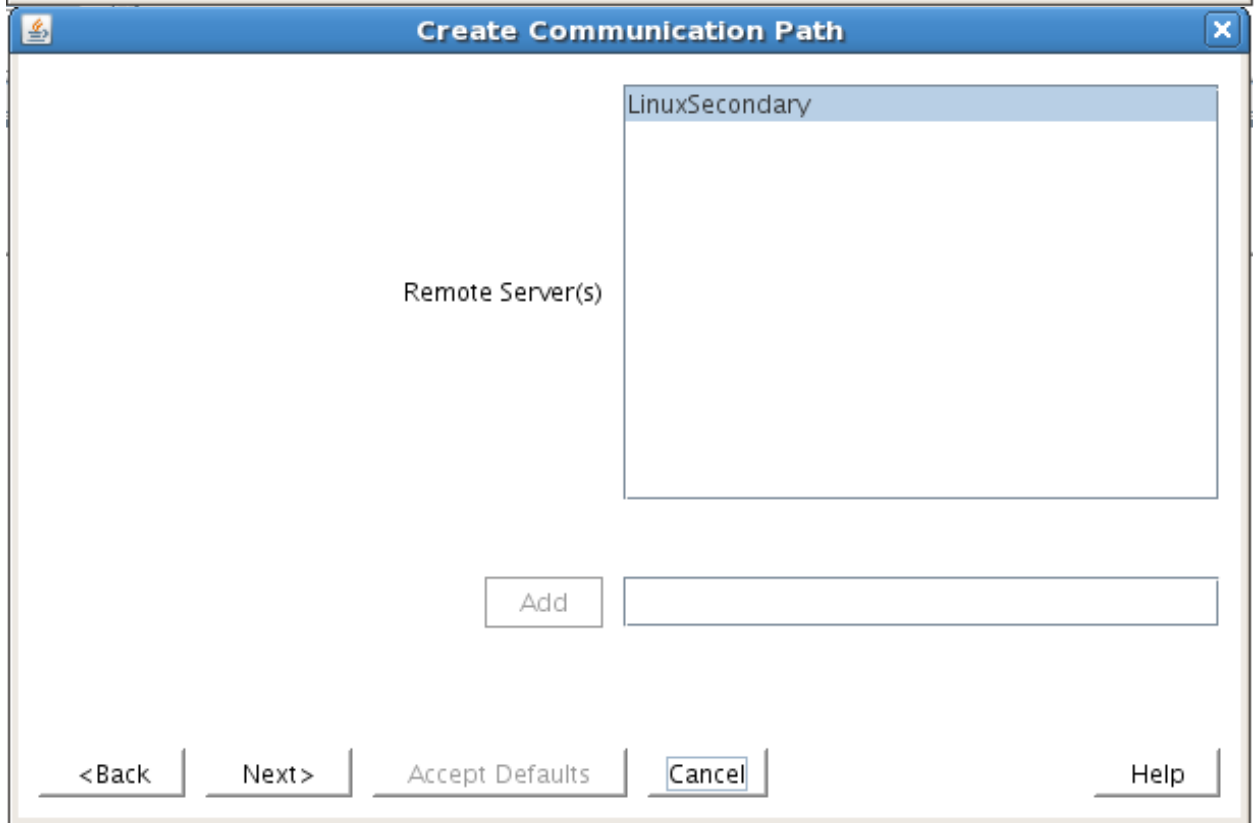 Create Communication Path
LinuxSecondary
Remote Server(s)
Add
<Back Next> Accept Defaults Cancel Help